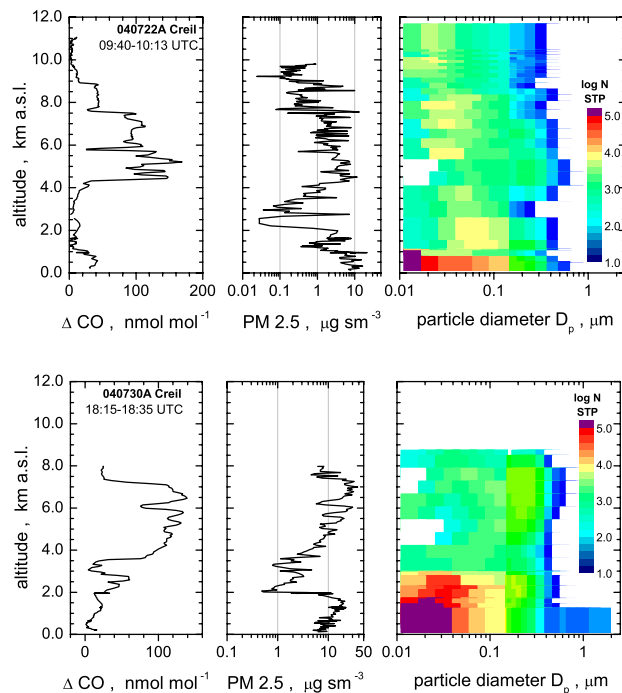 040722A Creil
09:40-10:13 UTC
12.0
10.0
8.0
6.0
4.0
2.0
0.0
altitude , km a.s.l.
0 100 200
Δ CO , nmol mol⁻¹
0.01 0.1 1 10
PM 2.5 , μg sm⁻³
log N
STP
5.0
4.0
3.0
2.0
1.0
0.01 0.1 1
particle diameter Dₚ , μm
040730A Creil
18:15-18:35 UTC
12.0
10.0
8.0
6.0
4.0
2.0
0.0
altitude , km a.s.l.
0 100
Δ CO , nmol mol⁻¹
0.1 1 10 50
PM 2.5 , μg sm⁻³
log N
STP
5.0
4.0
3.0
2.0
1.0
0.01 0.1 1
particle diameter Dₚ , μm